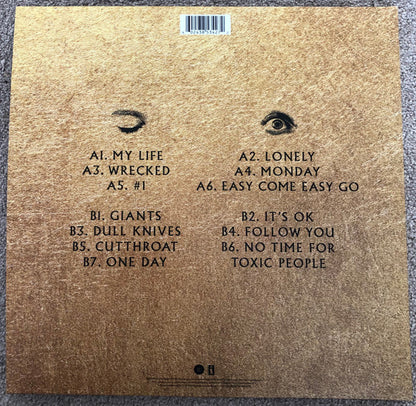 A1. MY LIFE
A3. WRECKED
A5. #1
A2. LONELY
A4. MONDAY
A6. EASY COME EASY GO
B1. GIANTS
B3. DULL KNIVES
B5. CUTTHROAT
B7. ONE DAY
B2. IT'S OK
B4. FOLLOW YOU
B6. NO TIME FOR
TOXIC PEOPLE